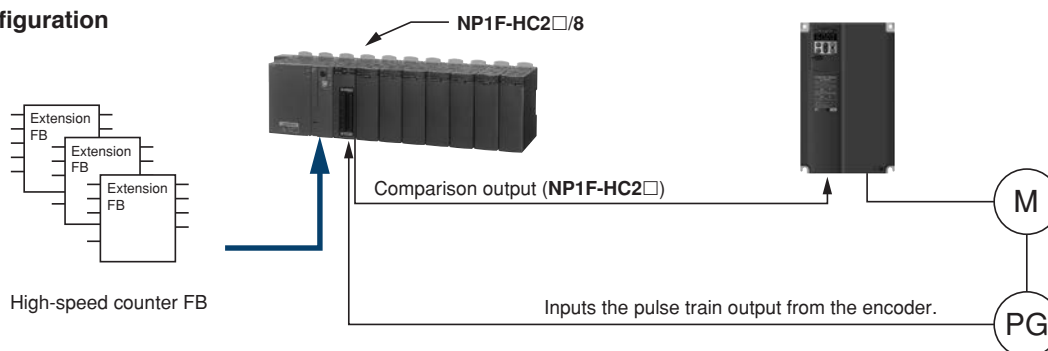 figuration
NP1F-HC2□/8
Extension
FB
Extension
FB
Extension
FB
Comparison output (NP1F-HC2□)
M
High-speed counter FB
Inputs the pulse train output from the encoder.
PG